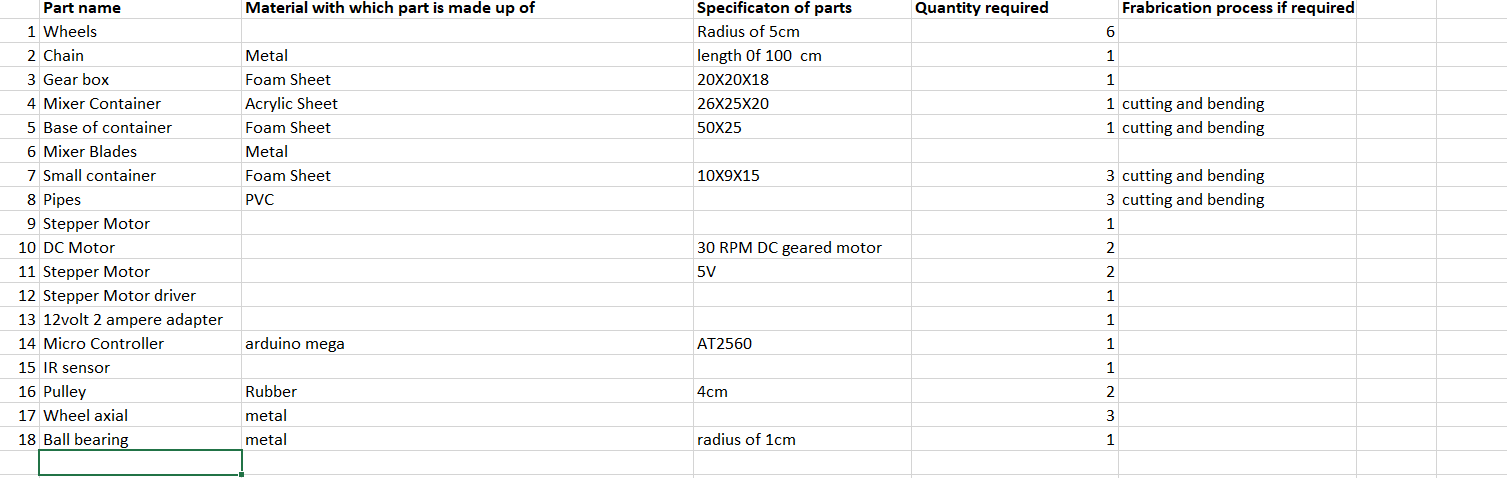 Part name Material with which part is made up of Specificaton of parts Quantity required Frabrication process if required
1 Wheels Radius of 5cm 6
2 Chain Metal length 0f 100  cm 1
3 Gear box Foam Sheet 20X20X18 1
4 Mixer Container Acrylic Sheet 26X25X20 1 cutting and bending
5 Base of container Foam Sheet 50X25 1 cutting and bending
6 Mixer Blades Metal
7 Small container Foam Sheet 10X9X15 3 cutting and bending
8 Pipes PVC 3 cutting and bending
9 Stepper Motor 1
10 DC Motor 30 RPM DC geared motor 2
11 Stepper Motor 5V 2
12 Stepper Motor driver 1
13 12volt 2 ampere adapter 1
14 Micro Controller arduino mega AT2560 1
15 IR sensor 1
16 Pulley Rubber 4cm 2
17 Wheel axial metal 3
18 Ball bearing metal radius of 1cm 1